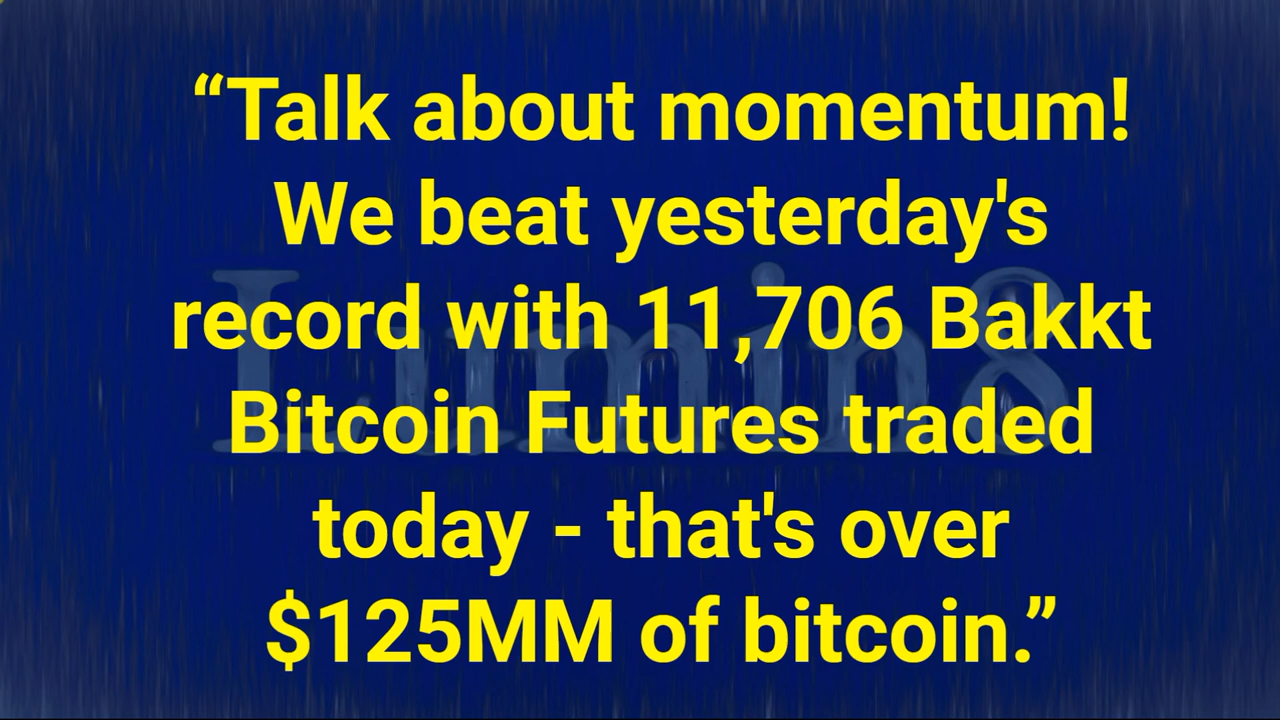 “Talk about momentum!
We beat yesterday's
record with 11,706 Bakkt
Bitcoin Futures traded
today - that's over
$125MM of bitcoin.”
Lumin8